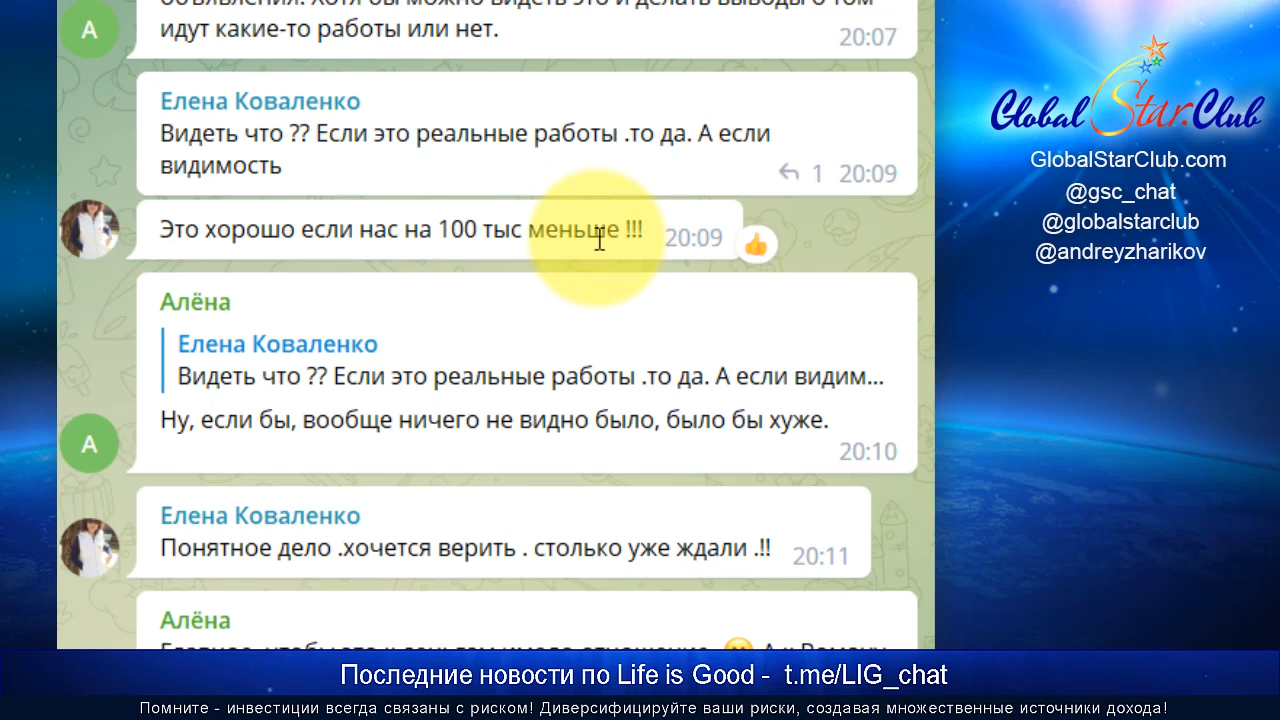 А
идут какие-то работы или нет.
20:07
Елена Коваленко
Видеть что ?? Если это реальные работы .то да. А если
видимость
1 20:09
Это хорошо если нас на 100 тыс меньше !!!
20:09
Алёна
Елена Коваленко
Видеть что ?? Если это реальные работы .то да. А если видим...
Ну, если бы, вообще ничего не видно было, было бы хуже.
А
20:10
Елена Коваленко
Понятное дело .хочется верить . столько уже ждали .!!
20:11
Алёна
Global Star Club
GlobalStarClub.com
@gsc_chat
@globalstarclub
@andreyzharikov
Последние новости по Life is Good - t.me/LIG_chat
Помните - инвестиции всегда связаны с риском! Диверсифицируйте ваши риски, создавая множественные источники дохода!